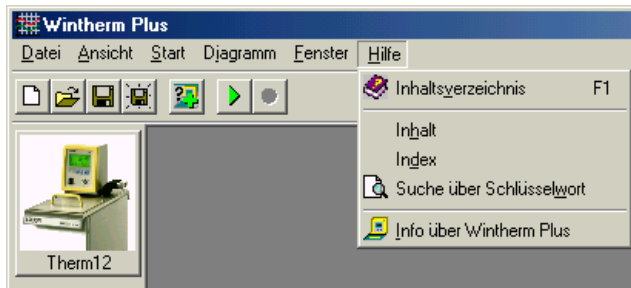 Wintherm Plus
Datei Ansicht Start Diagramm Fenster Hilfe
Inhaltsverzeichnis F1
Inhalt
Index
Suche über Schlüsselwort
Info über Wintherm Plus
Therm12